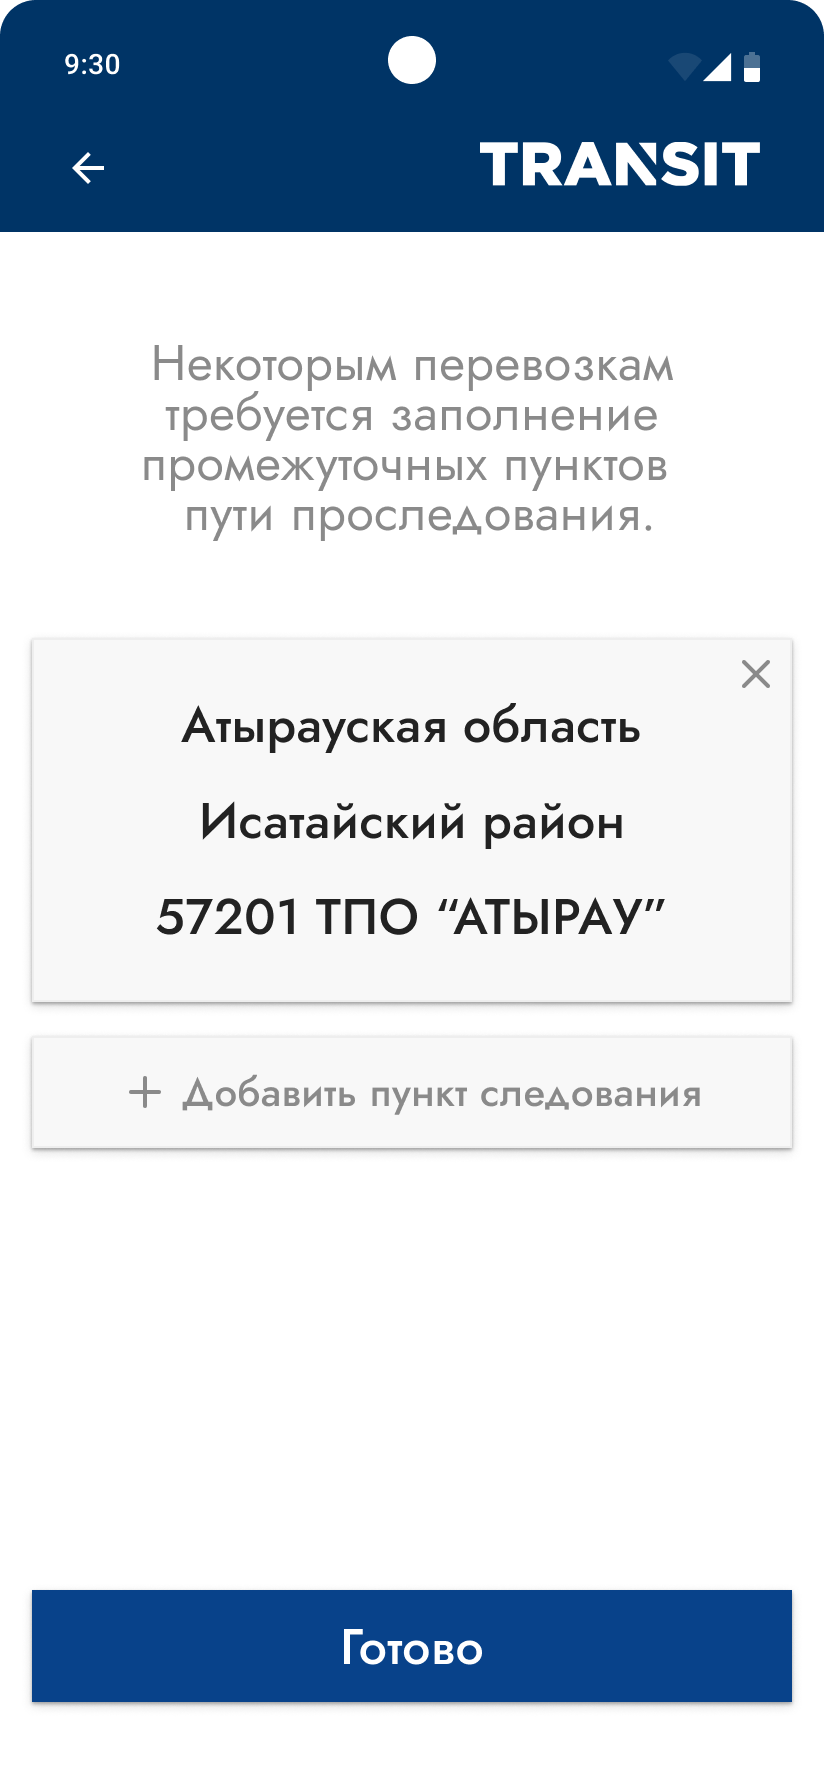 9:30
TRANSIT
Некоторым перевозкам
требуется заполнение
промежуточных пунктов
пути проследования.
Атырауская область
Исатайский район
57201 ТПО “АТЫРАУ”
+ Добавить пункт следования
Готово